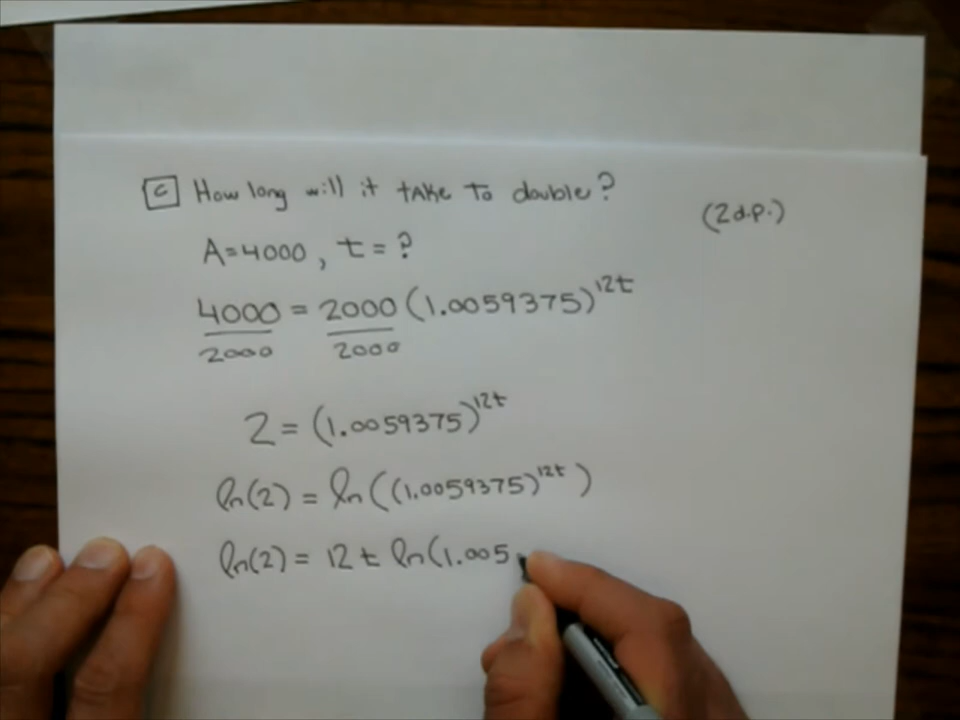 C How long will it take to double?
(2 d.p.)
A=4000, t=?
4000/2000 = 2000/2000 (1.0059375)^12t
2 = (1.0059375)^12t
ln(2) = ln((1.0059375)^12t)
ln(2) = 12t ln(1.005